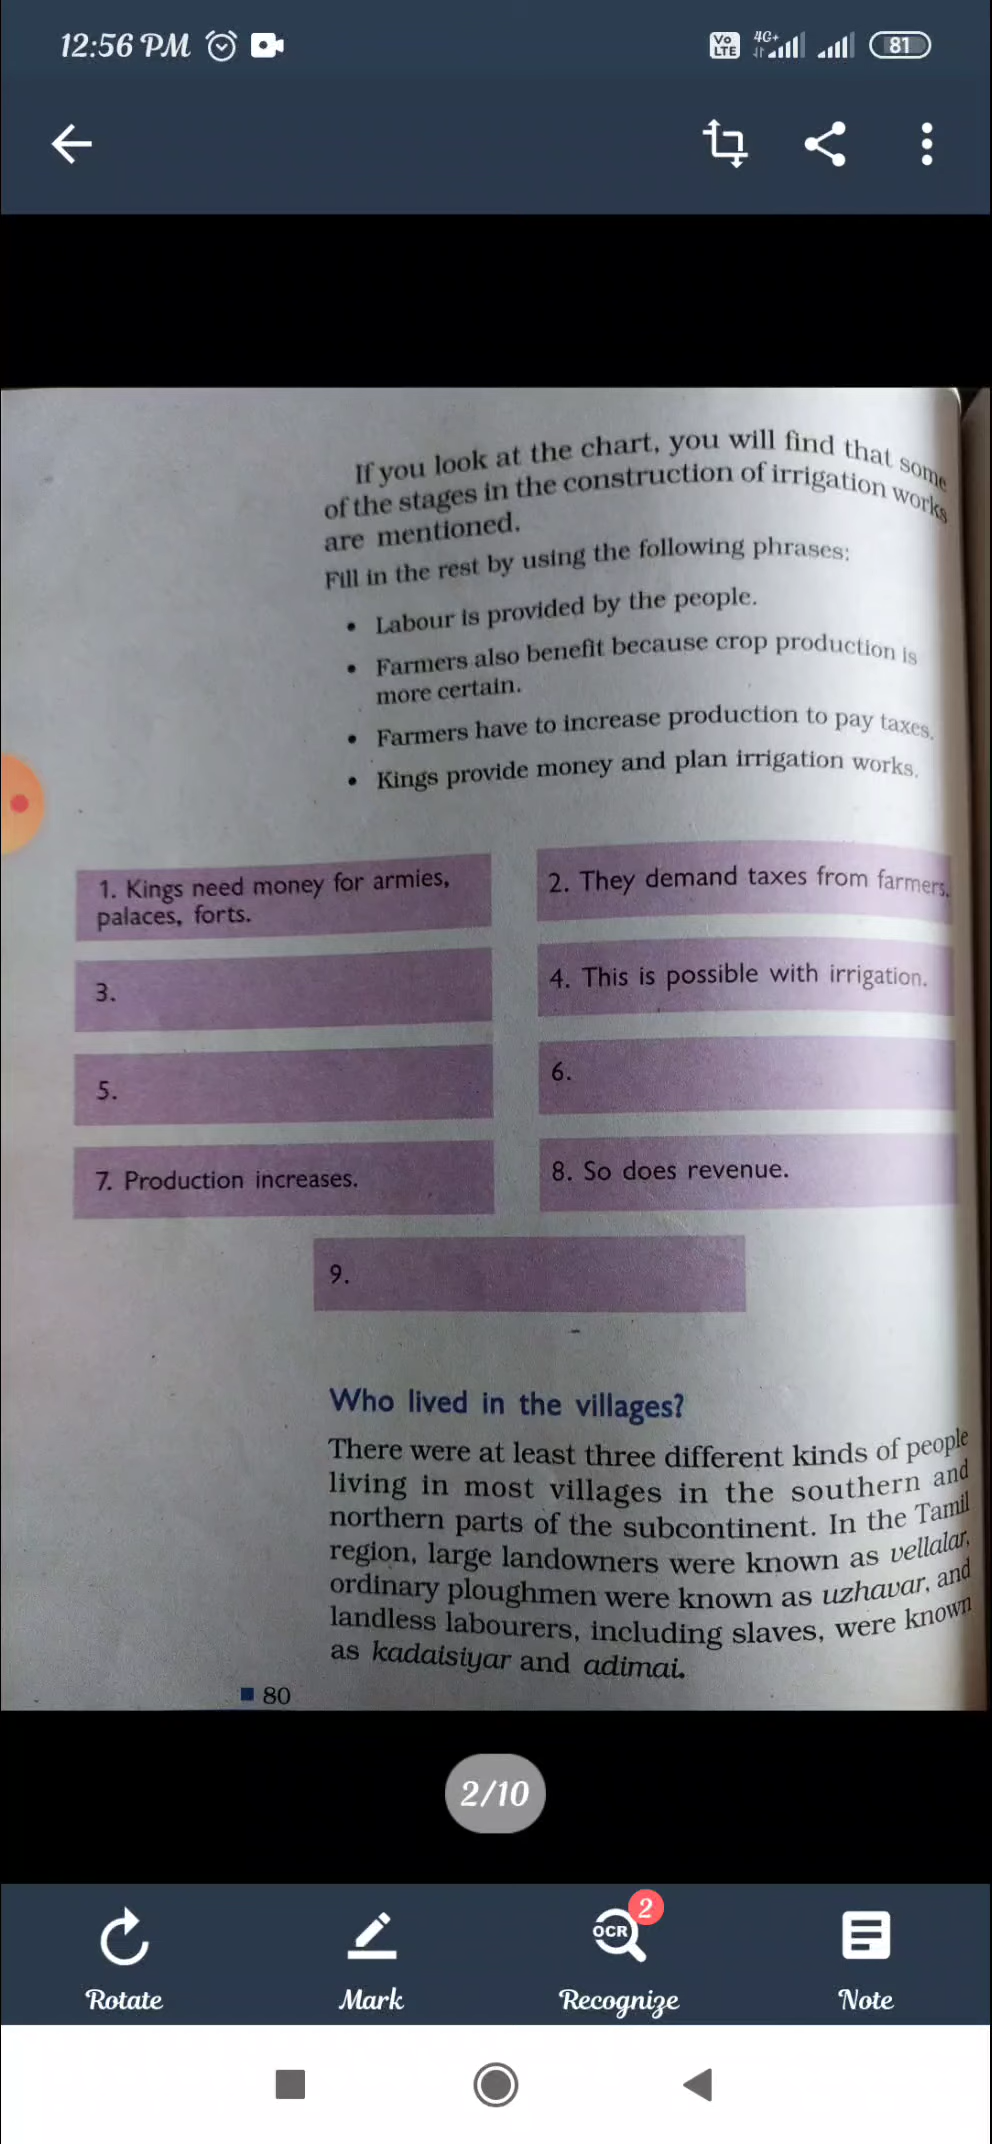 12:56 PM
Vo
LTE
4G+
81
If you look at the chart, you will find that some
of the stages in the construction of irrigation works
are mentioned.
Fill in the rest by using the following phrases:
• Labour is provided by the people.
• Farmers also benefit because crop production is
more certain.
• Farmers have to increase production to pay taxes.
• Kings provide money and plan irrigation works.
1. Kings need money for armies,
palaces, forts.
2. They demand taxes from farmers.
3.
4. This is possible with irrigation.
5.
6.
7. Production increases.
8. So does revenue.
9.
Who lived in the villages?
There were at least three different kinds of people
living in most villages in the southern and
northern parts of the subcontinent. In the Tamil
region, large landowners were known as vellalar,
ordinary ploughmen were known as uzhavar, and
landless labourers, including slaves, were known
as kadaisiyar and adimai.
80
2/10
OCR
2
Rotate
Mark
Recognize
Note